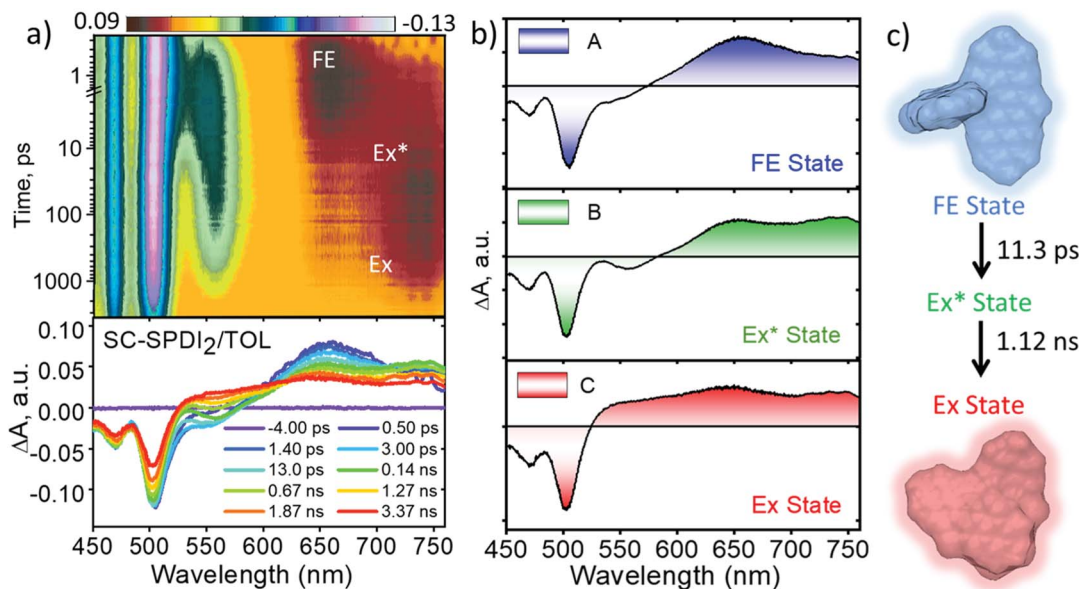 a)
0.09
-0.13
FE
Ex*
Ex
Time, ps
1
10
100
1000
SC-SPDI₂/TOL
ΔA, a.u.
0.10
0.05
0.00
-0.05
-0.10
-4.00 ps
0.50 ps
1.40 ps
3.00 ps
13.0 ps
0.14 ns
0.67 ns
1.27 ns
1.87 ns
3.37 ns
450 500 550 600 650 700 750
Wavelength (nm)
b)
A
FE State
B
Ex* State
C
Ex State
ΔA, a.u.
ΔA, a.u.
ΔA, a.u.
450 500 550 600 650 700 750
Wavelength (nm)
c)
FE State
11.3 ps
Ex* State
1.12 ns
Ex State